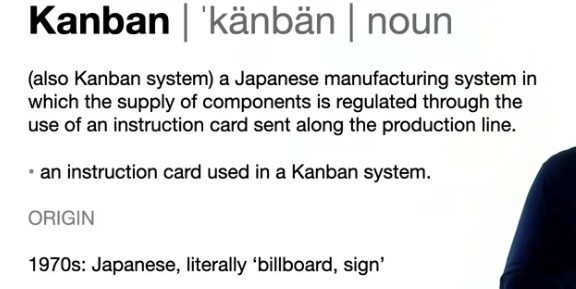 Kanban | ˈkänbän | noun
(also Kanban system) a Japanese manufacturing system in
which the supply of components is regulated through the
use of an instruction card sent along the production line.
• an instruction card used in a Kanban system.
ORIGIN
1970s: Japanese, literally ‘billboard, sign’